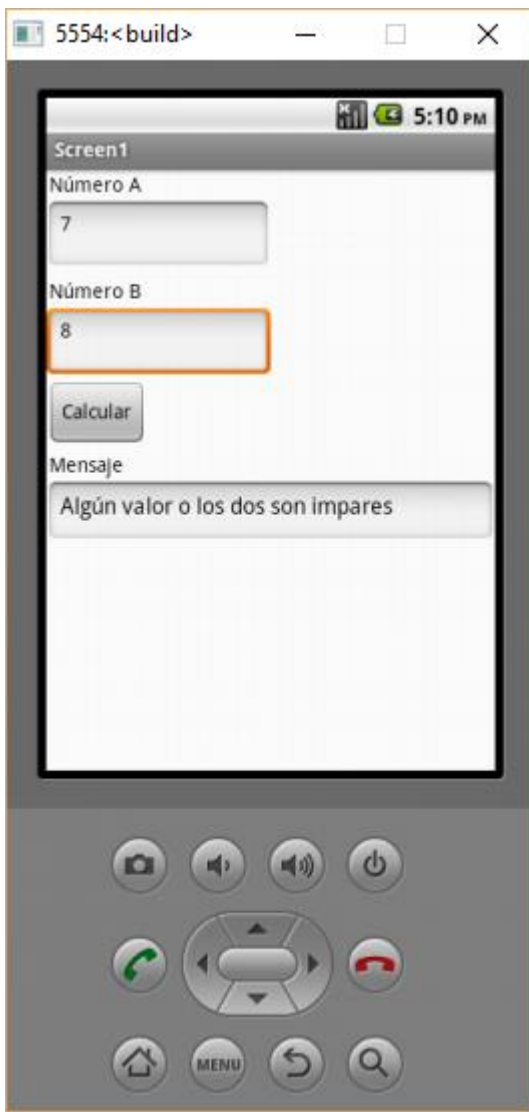 5554:<build>
5:10 PM
Screen1
Número A
7
Número B
8
Calcular
Mensaje
Algún valor o los dos son impares
MENU